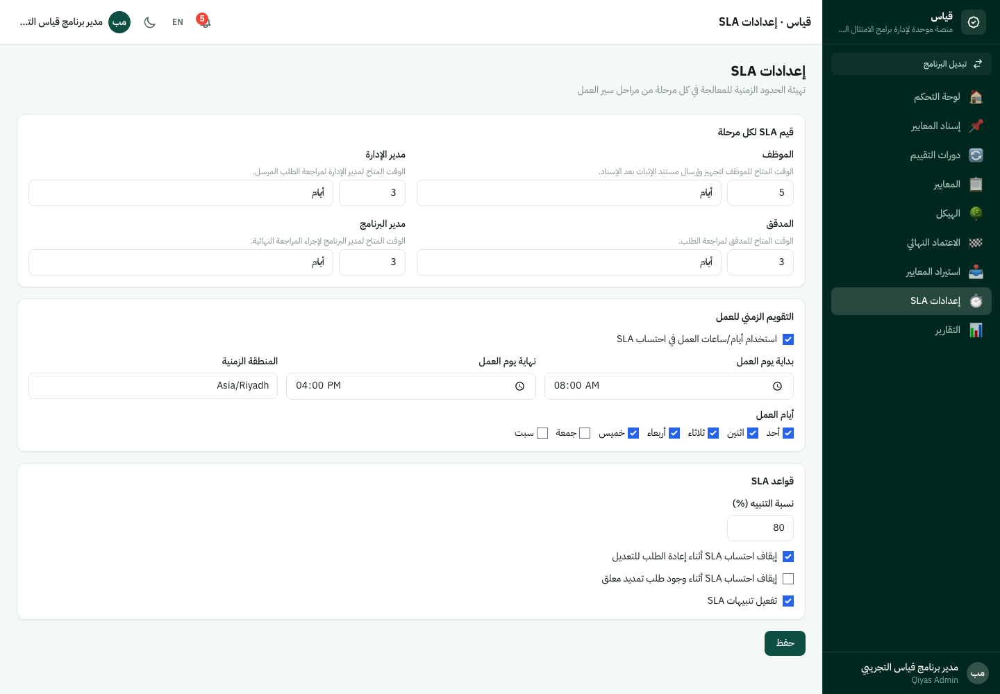 قياس
منصة موحدة لإدارة برامج الامتثال الـ...
تبديل البرنامج
لوحة التحكم
إسناد المعايير
دورات التقييم
المعايير
الهيكل
الاعتماد النهائي
استيراد المعايير
إعدادات SLA
التقارير
مب
مدير برنامج قياس التجريبي
Qiyas Admin
قياس · إعدادات SLA
5
EN
مب
مدير برنامج قياس التـ...
إعدادات SLA
تهيئة الحدود الزمنية للمعالجة في كل مرحلة من مراحل سير العمل
قيم SLA لكل مرحلة
الموظف
الوقت المتاح للموظف لتجهيز وإرسال مستند الإثبات بعد الإسناد.
5
أيام
مدير الإدارة
الوقت المتاح لمدير الإدارة لمراجعة الطلب المرسل.
3
أيام
المدقق
الوقت المتاح للمدقق لمراجعة الطلب.
3
أيام
مدير البرنامج
الوقت المتاح لمدير البرنامج لإجراء المراجعة النهائية.
3
أيام
التقويم الزمني للعمل
استخدام أيام/ساعات العمل في احتساب SLA
بداية يوم العمل
08:00 AM
نهاية يوم العمل
04:00 PM
المنطقة الزمنية
Asia/Riyadh
أيام العمل
أحد اثنين ثلاثاء أربعاء خميس جمعة سبت
قواعد SLA
نسبة التنبيه (%)
80
إيقاف احتساب SLA أثناء إعادة الطلب للتعديل
إيقاف احتساب SLA أثناء وجود طلب تمديد معلق
تفعيل تنبيهات SLA
حفظ